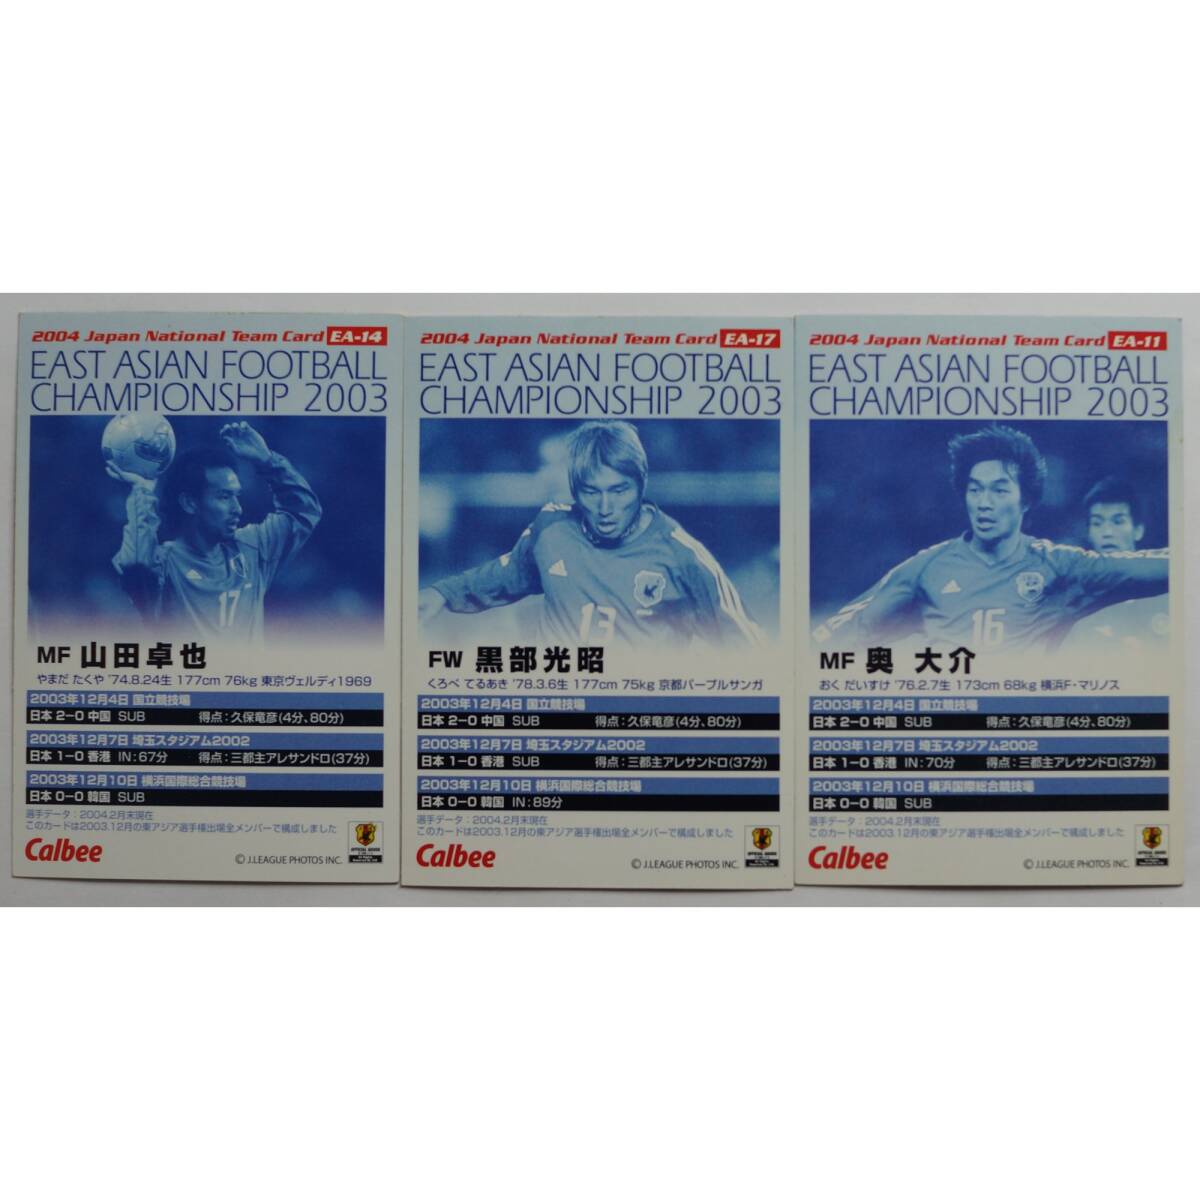 2004 Japan National Team Card EA-14
EAST ASIAN FOOTBALL
CHAMPIONSHIP 2003
17
MF 山田卓也
やまだ たくや '74.8.24生 177cm 76kg 東京ヴェルディ1969
2003年12月4日 国立競技場
日本 2-0 中国 SUB 得点:久保竜彦(4分、80分)
2003年12月7日 埼玉スタジアム2002
日本 1-0 香港 IN:67分 得点:三都主アレサンドロ(37分)
2003年12月10日 横浜国際総合競技場
日本 0-0 韓国 SUB
選手データ:2004.2月末現在
このカードは2003.12月の東アジア選手権出場全メンバーで構成しました
Calbee
© J.LEAGUE PHOTOS INC.
2004 Japan National Team Card EA-17
EAST ASIAN FOOTBALL
CHAMPIONSHIP 2003
13
FW 黒部光昭
くろべ てるあき '78.3.6生 177cm 75kg 京都パープルサンガ
2003年12月4日 国立競技場
日本 2-0 中国 SUB 得点:久保竜彦(4分、80分)
2003年12月7日 埼玉スタジアム2002
日本 1-0 香港 SUB 得点:三都主アレサンドロ(37分)
2003年12月10日 横浜国際総合競技場
日本 0-0 韓国 IN:89分
選手データ:2004.2月末現在
このカードは2003.12月の東アジア選手権出場全メンバーで構成しました
Calbee
© J.LEAGUE PHOTOS INC.
2004 Japan National Team Card EA-11
EAST ASIAN FOOTBALL
CHAMPIONSHIP 2003
16
MF 奥 大介
おく だいすけ '76.2.7生 173cm 68kg 横浜F・マリノス
2003年12月4日 国立競技場
日本 2-0 中国 SUB 得点:久保竜彦(4分、80分)
2003年12月7日 埼玉スタジアム2002
日本 1-0 香港 IN:70分 得点:三都主アレサンドロ(37分)
2003年12月10日 横浜国際総合競技場
日本 0-0 韓国 SUB
選手データ:2004.2月末現在
このカードは2003.12月の東アジア選手権出場全メンバーで構成しました
Calbee
© J.LEAGUE PHOTOS INC.